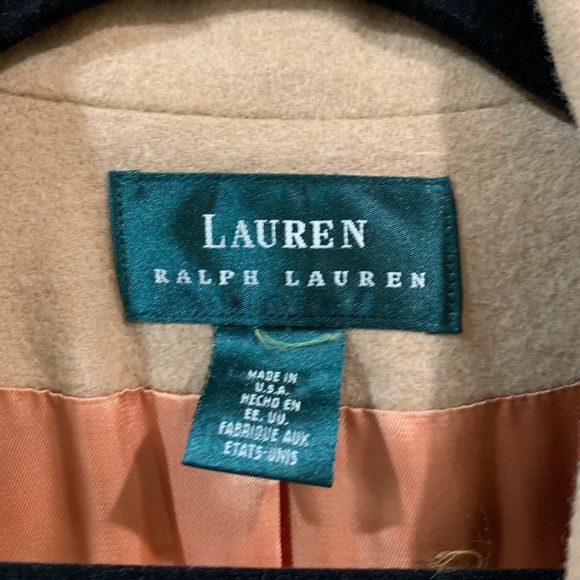 LAUREN
RALPH LAUREN
MADE IN
U.S.A.
HECHO EN
EE. UU.
FABRIQUE AUX
ETATS-UNIS